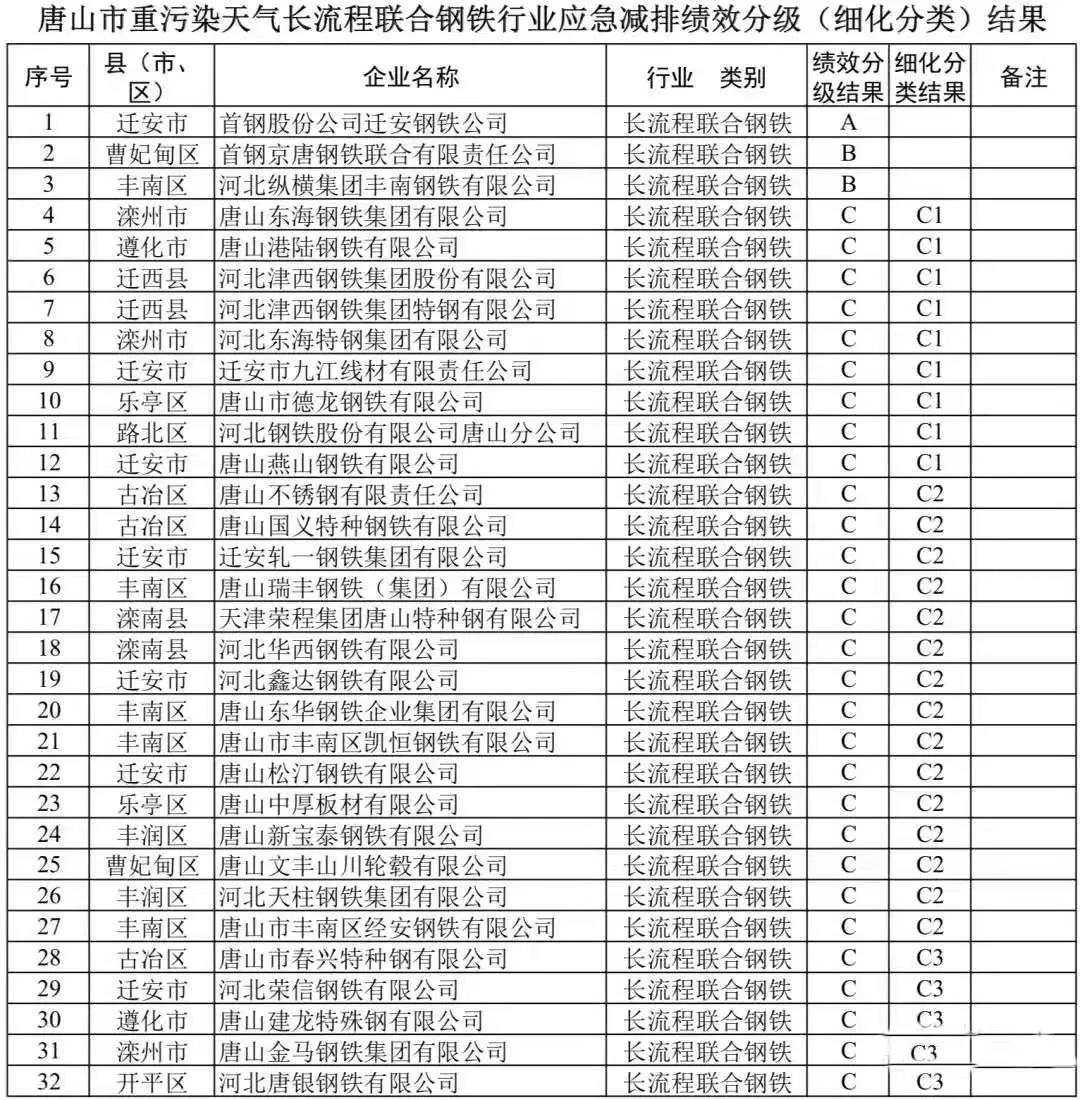 唐山市重污染天气长流程联合钢铁行业应急减排绩效分级（细化分类）结果
序号 县（市、区） 企业名称 行业 类别 绩效分级结果 细化分类结果 备注
1 迁安市 首钢股份公司迁安钢铁公司 长流程联合钢铁 A
2 曹妃甸区 首钢京唐钢铁联合有限责任公司 长流程联合钢铁 B
3 丰南区 河北纵横集团丰南钢铁有限公司 长流程联合钢铁 B
4 滦州市 唐山东海钢铁集团有限公司 长流程联合钢铁 C C1
5 遵化市 唐山港陆钢铁有限公司 长流程联合钢铁 C C1
6 迁西县 河北津西钢铁集团股份有限公司 长流程联合钢铁 C C1
7 迁西县 河北津西钢铁集团特钢有限公司 长流程联合钢铁 C C1
8 滦州市 河北东海特钢集团有限公司 长流程联合钢铁 C C1
9 迁安市 迁安市九江线材有限责任公司 长流程联合钢铁 C C1
10 乐亭区 唐山市德龙钢铁有限公司 长流程联合钢铁 C C1
11 路北区 河北钢铁股份有限公司唐山分公司 长流程联合钢铁 C C1
12 迁安市 唐山燕山钢铁有限公司 长流程联合钢铁 C C1
13 古冶区 唐山不锈钢有限责任公司 长流程联合钢铁 C C2
14 古冶区 唐山国义特种钢铁有限公司 长流程联合钢铁 C C2
15 迁安市 迁安轧一钢铁集团有限公司 长流程联合钢铁 C C2
16 丰南区 唐山瑞丰钢铁（集团）有限公司 长流程联合钢铁 C C2
17 滦南县 天津荣程集团唐山特种钢有限公司 长流程联合钢铁 C C2
18 滦南县 河北华西钢铁有限公司 长流程联合钢铁 C C2
19 迁安市 河北鑫达钢铁有限公司 长流程联合钢铁 C C2
20 丰南区 唐山东华钢铁企业集团有限公司 长流程联合钢铁 C C2
21 丰南区 唐山市丰南区凯恒钢铁有限公司 长流程联合钢铁 C C2
22 迁安市 唐山松汀钢铁有限公司 长流程联合钢铁 C C2
23 乐亭区 唐山中厚板材有限公司 长流程联合钢铁 C C2
24 丰润区 唐山新宝泰钢铁有限公司 长流程联合钢铁 C C2
25 曹妃甸区 唐山文丰山川轮毂有限公司 长流程联合钢铁 C C2
26 丰润区 河北天柱钢铁集团有限公司 长流程联合钢铁 C C2
27 丰南区 唐山市丰南区经安钢铁有限公司 长流程联合钢铁 C C2
28 古冶区 唐山市春兴特种钢有限公司 长流程联合钢铁 C C3
29 迁安市 河北荣信钢铁有限公司 长流程联合钢铁 C C3
30 遵化市 唐山建龙特殊钢有限公司 长流程联合钢铁 C C3
31 滦州市 唐山金马钢铁集团有限公司 长流程联合钢铁 C C3
32 开平区 河北唐银钢铁有限公司 长流程联合钢铁 C C3